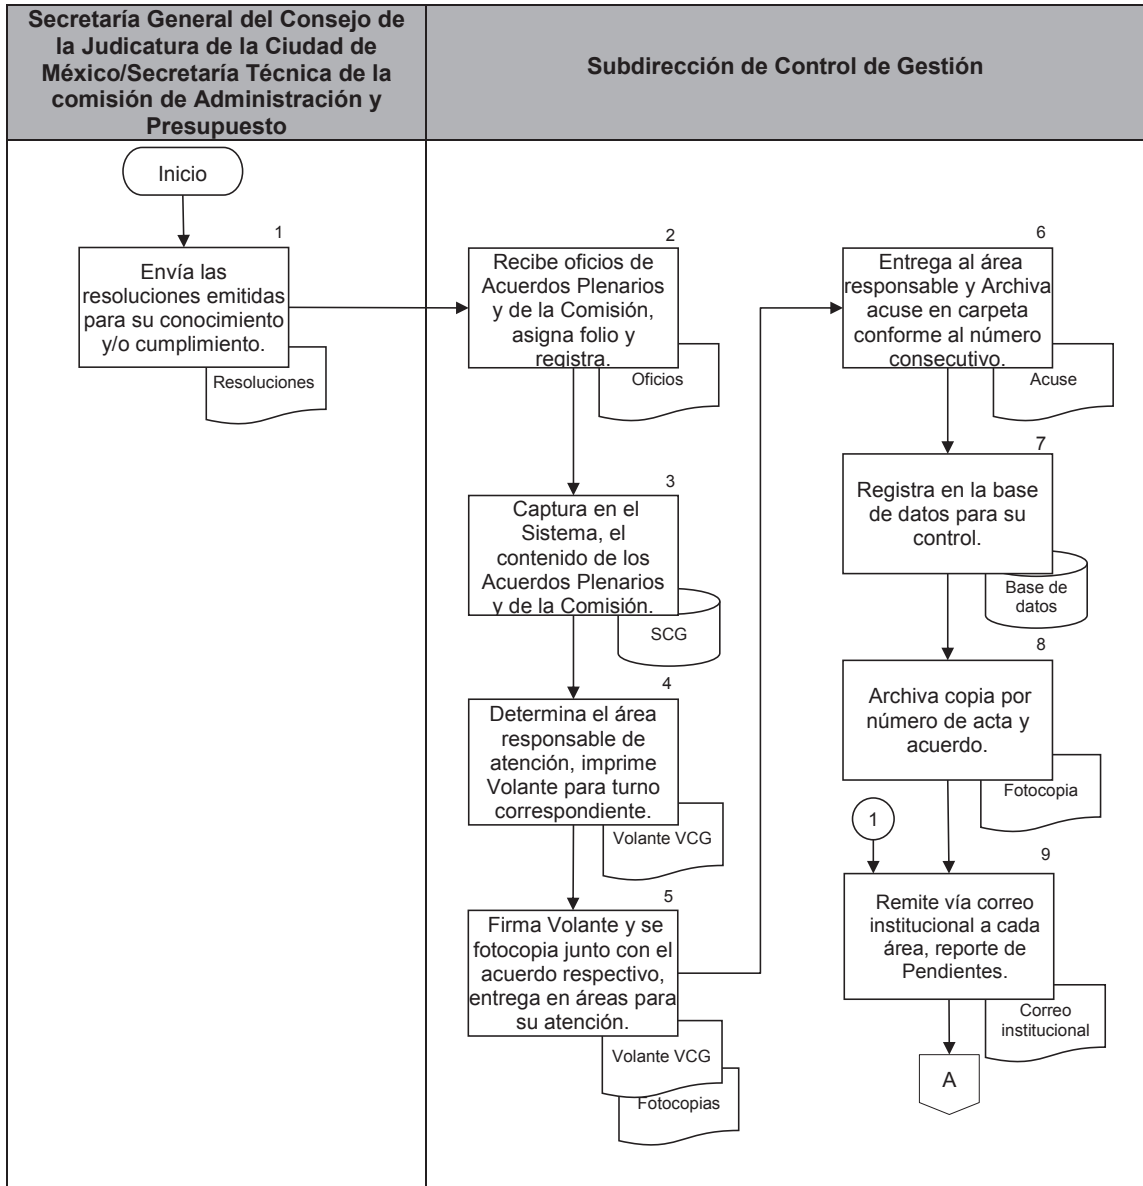 Secretaría General del Consejo de
la Judicatura de la Ciudad de
México/Secretaría Técnica de la
comisión de Administración y
Presupuesto
Subdirección de Control de Gestión
Inicio
1
Envía las
resoluciones emitidas
para su conocimiento
y/o cumplimiento.
Resoluciones
2
Recibe oficios de
Acuerdos Plenarios
y de la Comisión,
asigna folio y
registra.
Oficios
3
Captura en el
Sistema, el
contenido de los
Acuerdos Plenarios
y de la Comisión.
SCG
4
Determina el área
responsable de
atención, imprime
Volante para turno
correspondiente.
Volante VCG
5
Firma Volante y se
fotocopia junto con el
acuerdo respectivo,
entrega en áreas para
su atención.
Volante VCG
Fotocopias
6
Entrega al área
responsable y Archiva
acuse en carpeta
conforme al número
consecutivo.
Acuse
7
Registra en la base
de datos para su
control.
Base de
datos
8
Archiva copia por
número de acta y
acuerdo.
Fotocopia
1
9
Remite vía correo
institucional a cada
área, reporte de
Pendientes.
Correo
institucional
A